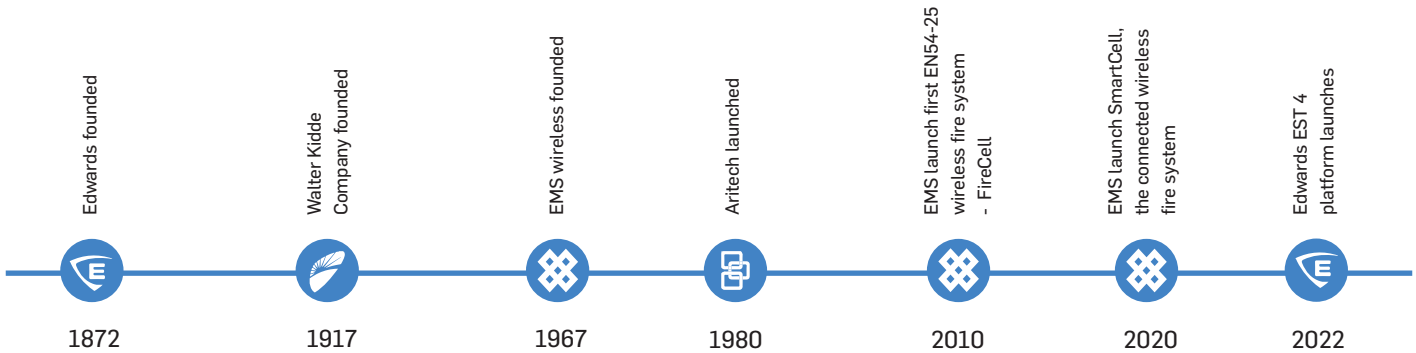 Edwards founded
Walter Kidde
Company founded
EMS wireless founded
Aritech launched
EMS launch first EN54-25
wireless fire system
- FireCell
EMS launch SmartCell,
the connected wireless
fire system
Edwards EST 4
platform launches
E
E
1872
1917
1967
1980
2010
2020
2022